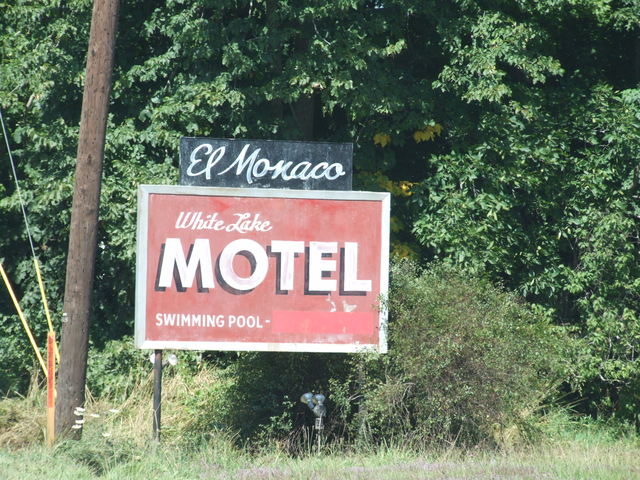 El Monaco
White Lake
MOTEL
SWIMMING POOL -